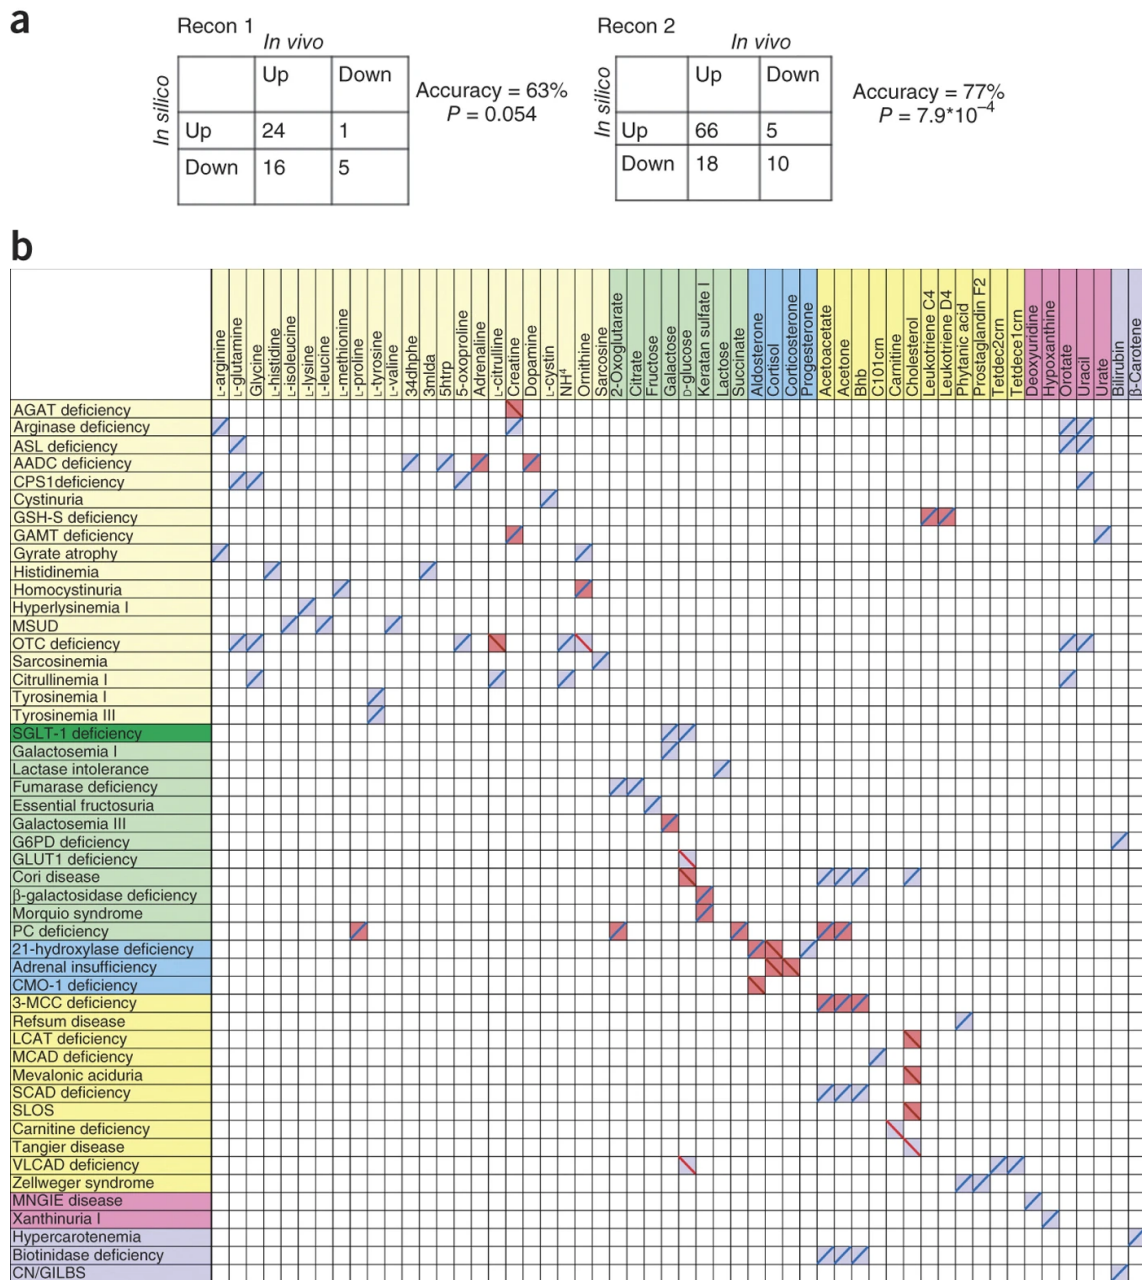 a
Recon 1
In vivo
In silico
Up
Down
Up
24
1
Down
16
5
Accuracy = 63%
P = 0.054
Recon 2
In vivo
In silico
Up
Down
Up
66
5
Down
18
10
Accuracy = 77%
P = 7.9*10–4
b
L-arginine
L-glutamine
Glycine
L-histidine
L-isoleucine
L-lysine
L-leucine
L-methionine
L-proline
L-tyrosine
L-valine
34dhphe
3mlda
5htrp
5-oxoproline
Adrenaline
L-citrulline
Creatine
Dopamine
L-cystin
NH4
Ornithine
Sarcosine
2-Oxoglutarate
Citrate
Fructose
Galactose
D-glucose
Keratan sulfate I
Lactose
Succinate
Aldosterone
Cortisol
Corticosterone
Progesterone
Acetoacetate
Acetone
Bhb
C101crn
Carnitine
Cholesterol
Leukotriene C4
Leukotriene D4
Phytanic acid
Prostaglandin F2
Tetdec2crn
Tetdece1crn
Deoxyuridine
Hypoxanthine
Orotate
Uracil
Urate
Bilirubin
β-Carotene
AGAT deficiency
Arginase deficiency
ASL deficiency
AADC deficiency
CPS1deficiency
Cystinuria
GSH-S deficiency
GAMT deficiency
Gyrate atrophy
Histidinemia
Homocystinuria
Hyperlysinemia I
MSUD
OTC deficiency
Sarcosinemia
Citrullinemia I
Tyrosinemia I
Tyrosinemia III
SGLT-1 deficiency
Galactosemia I
Lactase intolerance
Fumarase deficiency
Essential fructosuria
Galactosemia III
G6PD deficiency
GLUT1 deficiency
Cori disease
β-galactosidase deficiency
Morquio syndrome
PC deficiency
21-hydroxylase deficiency
Adrenal insufficiency
CMO-1 deficiency
3-MCC deficiency
Refsum disease
LCAT deficiency
MCAD deficiency
Mevalonic aciduria
SCAD deficiency
SLOS
Carnitine deficiency
Tangier disease
VLCAD deficiency
Zellweger syndrome
MNGIE disease
Xanthinuria I
Hypercarotenemia
Biotinidase deficiency
CN/GILBS